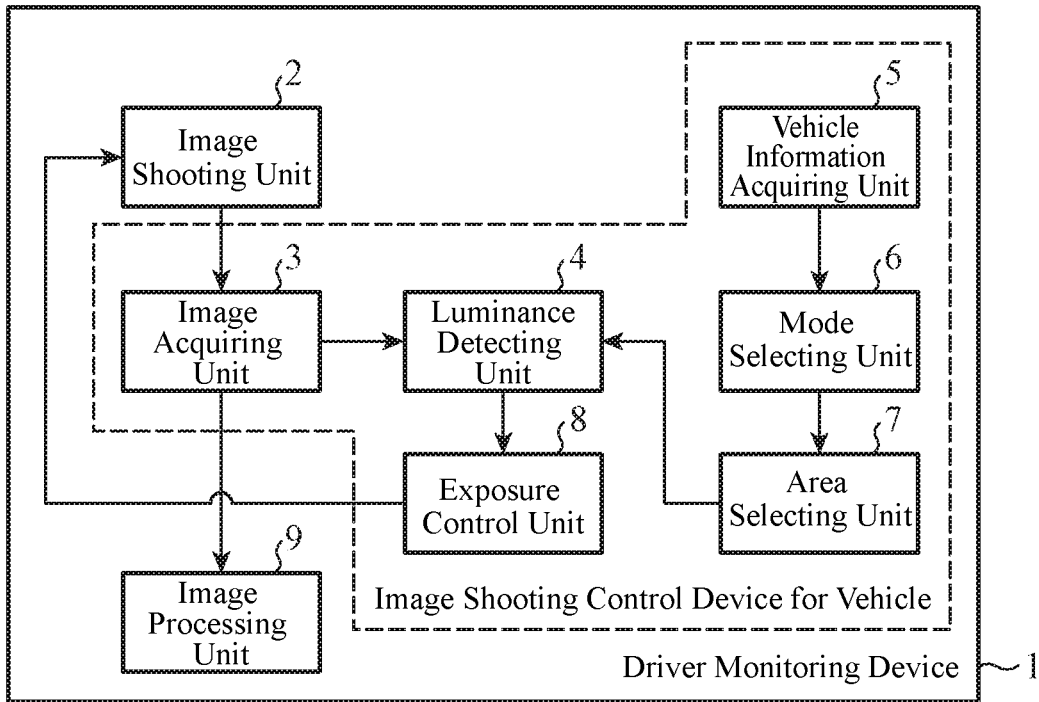 2
Image
Shooting Unit
5
Vehicle
Information
Acquiring Unit
3
Image
Acquiring
Unit
4
Luminance
Detecting
Unit
6
Mode
Selecting Unit
8
Exposure
Control Unit
7
Area
Selecting Unit
9
Image
Processing
Unit
Image Shooting Control Device for Vehicle
Driver Monitoring Device
1